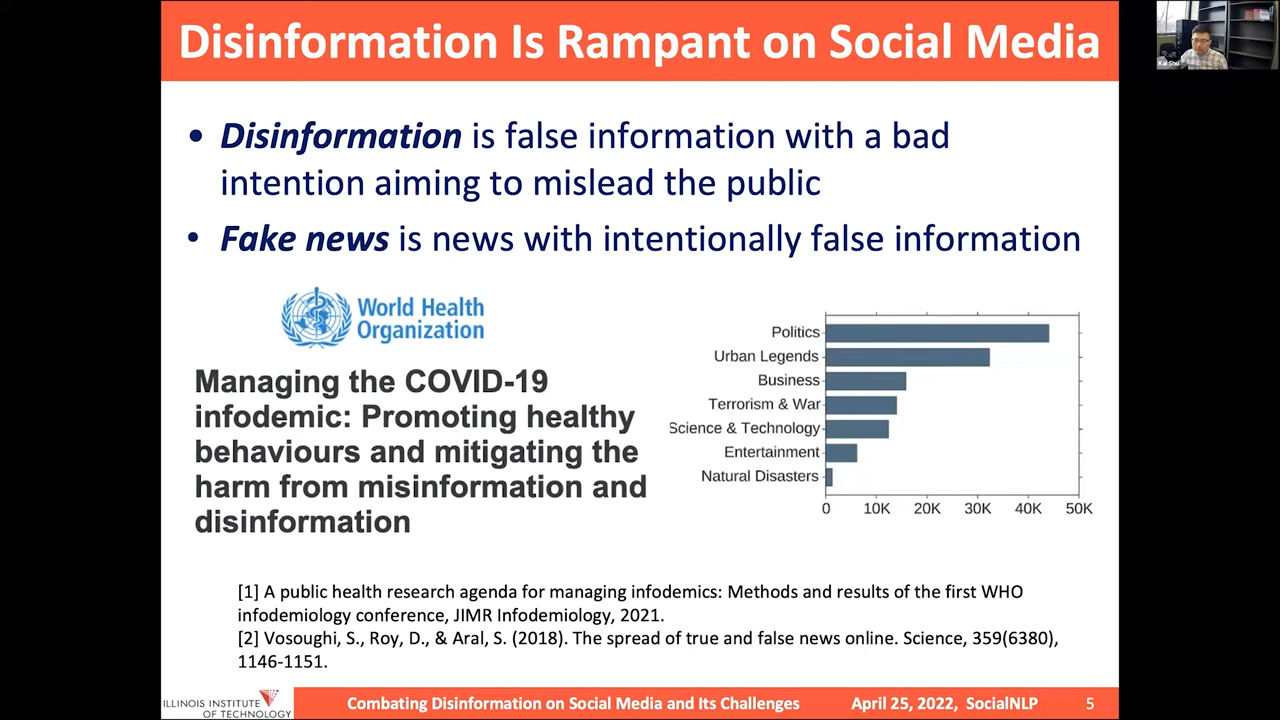 Disinformation Is Rampant on Social Media
Kai Shu
• Disinformation is false information with a bad
intention aiming to mislead the public
• Fake news is news with intentionally false information
World Health
Organization
Managing the COVID-19
infodemic: Promoting healthy
behaviours and mitigating the
harm from misinformation and
disinformation
Politics
Urban Legends
Business
Terrorism & War
Science & Technology
Entertainment
Natural Disasters
0 10K 20K 30K 40K 50K
[1] A public health research agenda for managing infodemics: Methods and results of the first WHO
infodemiology conference, JIMR Infodemiology, 2021.
[2] Vosoughi, S., Roy, D., & Aral, S. (2018). The spread of true and false news online. Science, 359(6380),
1146-1151.
ILLINOIS INSTITUTE
OF TECHNOLOGY
Combating Disinformation on Social Media and Its Challenges April 25, 2022, SocialNLP 5